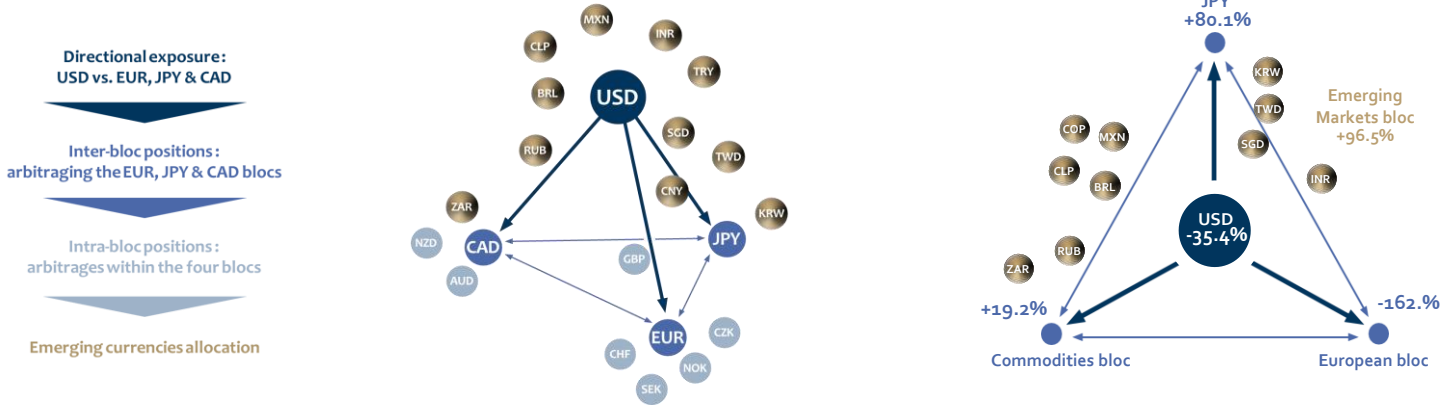 Directional exposure :
USD vs. EUR, JPY & CAD
Inter-bloc positions :
arbitraging the EUR, JPY & CAD blocs
Intra-bloc positions :
arbitrages within the four blocs
Emerging currencies allocation
MXN
CLP
INR
TRY
BRL
USD
SGD
RUB
TWD
CNY
ZAR
KRW
NZD
CAD
JPY
GBP
AUD
EUR
CZK
CHF
NOK
SEK
JPY
+80.1%
KRW
TWD
Emerging
Markets bloc
+96.5%
COP
MXN
SGD
CLP
BRL
INR
USD
-35.4%
RUB
ZAR
+19.2%
-162.%
Commodities bloc
European bloc